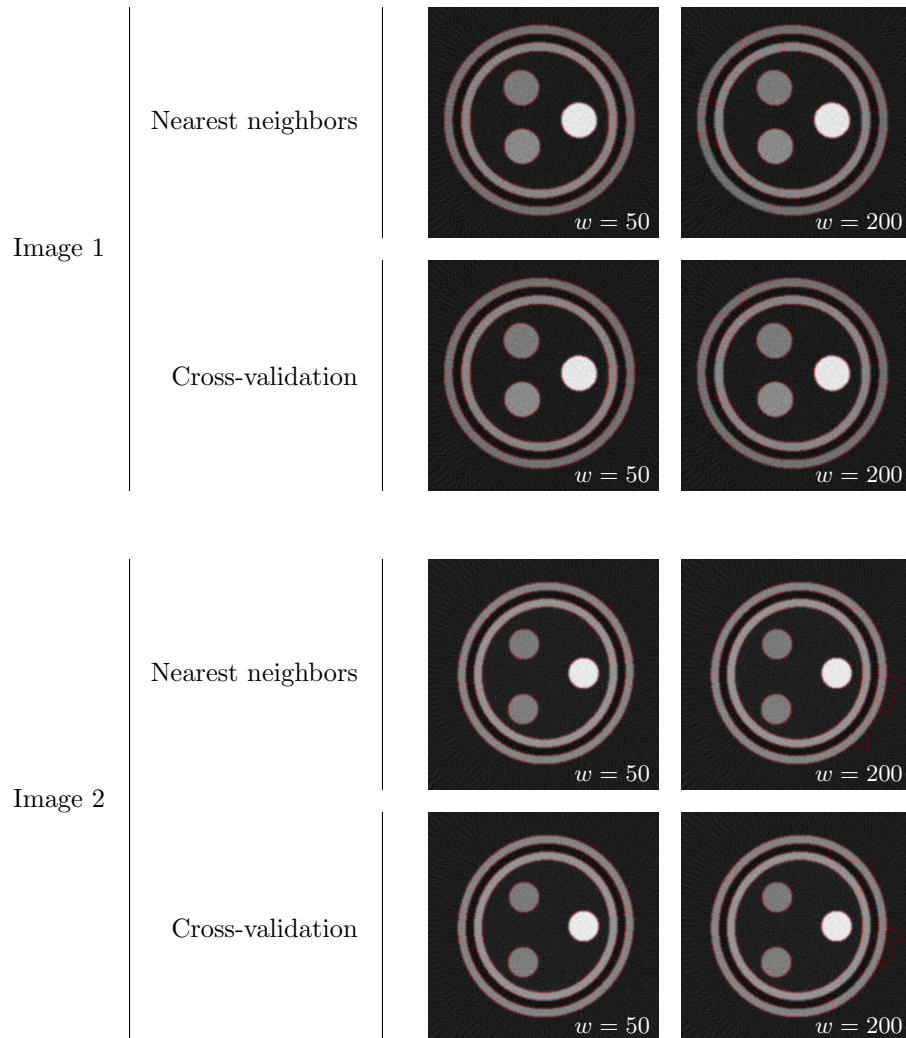 Image 1
Nearest neighbors
w = 50
w = 200
Cross-validation
w = 50
w = 200
Image 2
Nearest neighbors
w = 50
w = 200
Cross-validation
w = 50
w = 200